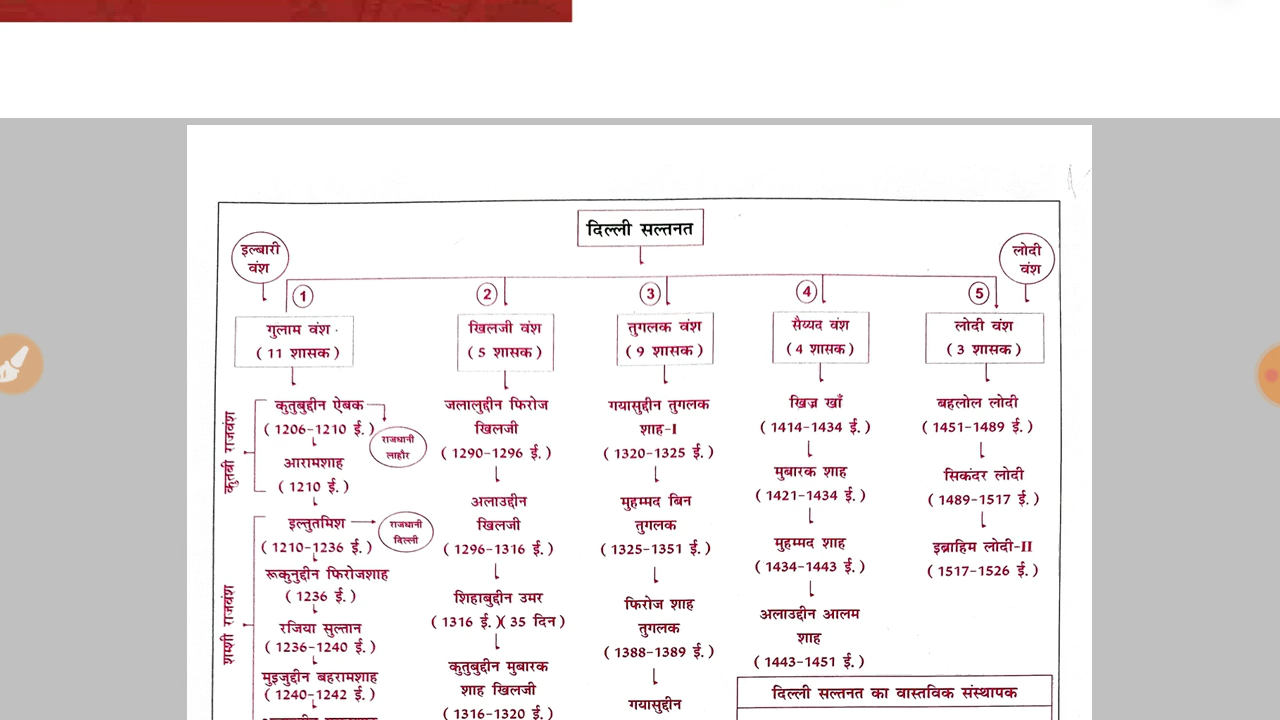 दिल्ली सल्तनत
इल्बारी
वंश
लोदी
वंश
1
2
3
4
5
गुलाम वंश
( 11 शासक )
कुतबी राजवंश
कुतुबुद्दीन ऐबक
( 1206-1210 ई. )
राजधानी
लाहौर
आरामशाह
( 1210 ई. )
शम्शी राजवंश
इल्तुतमिश
राजधानी
दिल्ली
( 1210-1236 ई. )
रूकुनुद्दीन फिरोजशाह
( 1236 ई. )
रजिया सुल्तान
( 1236-1240 ई. )
मुइजुद्दीन बहरामशाह
( 1240-1242 ई. )
खिलजी वंश
( 5 शासक )
जलालुद्दीन फिरोज
खिलजी
( 1290-1296 ई. )
अलाउद्दीन
खिलजी
( 1296-1316 ई. )
शिहाबुद्दीन उमर
( 1316 ई. )( 35 दिन )
कुतुबुद्दीन मुबारक
शाह खिलजी
( 1316-1320 ई. )
तुगलक वंश
( 9 शासक )
गयासुद्दीन तुगलक
शाह-I
( 1320-1325 ई. )
मुहम्मद बिन
तुगलक
( 1325-1351 ई. )
फिरोज शाह
तुगलक
( 1388-1389 ई. )
गयासुद्दीन
सैय्यद वंश
( 4 शासक )
खिज्र खाँ
( 1414-1434 ई. )
मुबारक शाह
( 1421-1434 ई. )
मुहम्मद शाह
( 1434-1443 ई. )
अलाउद्दीन आलम
शाह
( 1443-1451 ई. )
लोदी वंश
( 3 शासक )
बहलोल लोदी
( 1451-1489 ई. )
सिकंदर लोदी
( 1489-1517 ई. )
इब्राहिम लोदी-II
( 1517-1526 ई. )
दिल्ली सल्तनत का वास्तविक संस्थापक